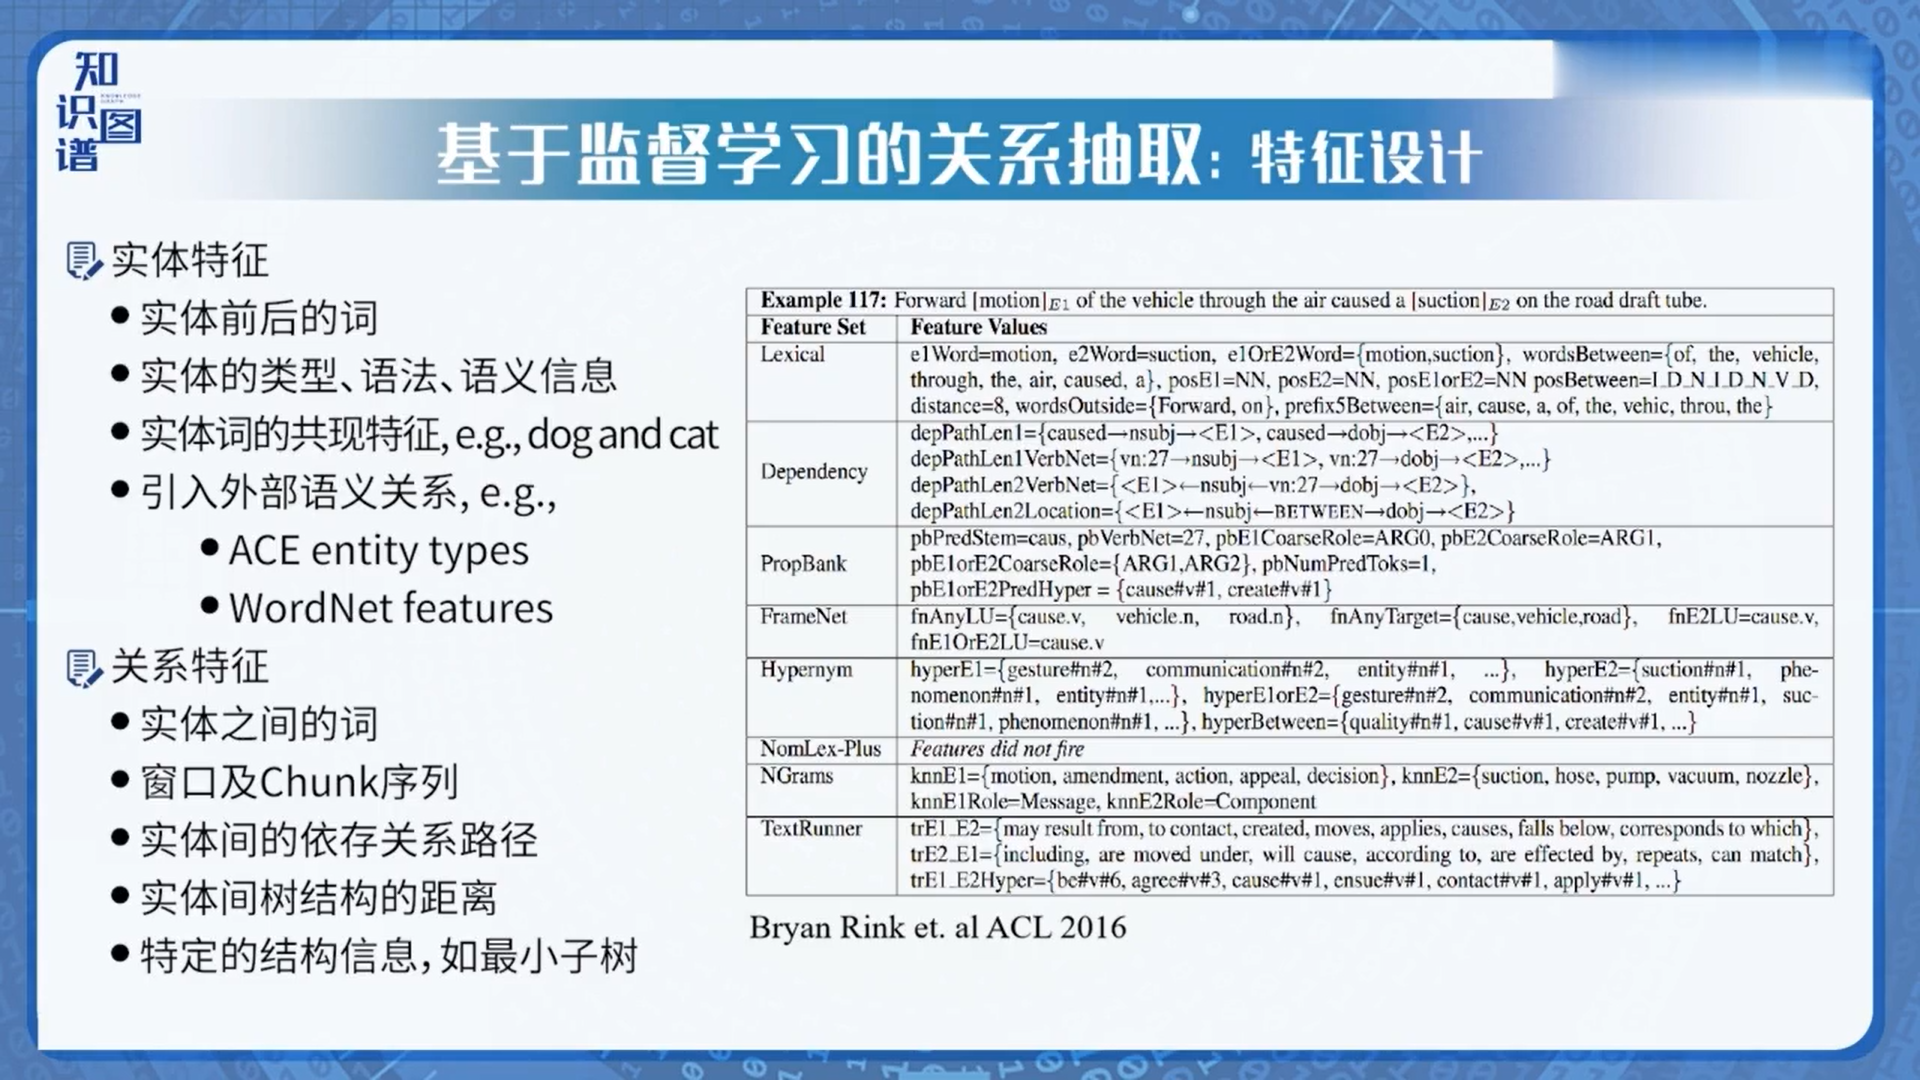 知识图谱
KNOWLEDGE GRAPH
基于监督学习的关系抽取：特征设计
实体特征
● 实体前后的词
● 实体的类型、语法、语义信息
● 实体词的共现特征, e.g., dog and cat
● 引入外部语义关系, e.g.,
● ACE entity types
● WordNet features
关系特征
● 实体之间的词
● 窗口及Chunk序列
● 实体间的依存关系路径
● 实体间树结构的距离
● 特定的结构信息，如最小子树
Example 117: Forward [motion]E1 of the vehicle through the air caused a [suction]E2 on the road draft tube.
Feature Set Feature Values
Lexical e1Word=motion, e2Word=suction, e1OrE2Word={motion,suction}, wordsBetween={of, the, vehicle,
through, the, air, caused, a}, posE1=NN, posE2=NN, posE1orE2=NN posBetween=I_D_N_I_D_N_V_D,
distance=8, wordsOutside={Forward, on}, prefix5Between={air, cause, a, of, the, vehic, throu, the}
Dependency depPathLen1={caused→nsubj→<E1>, caused→dobj→<E2>,...}
depPathLen1VerbNet={vn:27→nsubj→<E1>, vn:27→dobj→<E2>,...}
depPathLen2VerbNet={<E1>←nsubj←vn:27→dobj→<E2>},
depPathLen2Location={<E1>←nsubj←BETWEEN→dobj→<E2>}
PropBank pbPredStem=caus, pbVerbNet=27, pbE1CoarseRole=ARG0, pbE2CoarseRole=ARG1,
pbE1orE2CoarseRole={ARG1,ARG2}, pbNumPredToks=1,
pbE1orE2PredHyper = {cause#v#1, create#v#1}
FrameNet fnAnyLU={cause.v, vehicle.n, road.n}, fnAnyTarget={cause,vehicle,road}, fnE2LU=cause.v,
fnE1OrE2LU=cause.v
Hypernym hyperE1={gesture#n#2, communication#n#2, entity#n#1, ...}, hyperE2={suction#n#1, phe-
nomenon#n#1, entity#n#1,...}, hyperE1orE2={gesture#n#2, communication#n#2, entity#n#1, suc-
tion#n#1, phenomenon#n#1, ...}, hyperBetween={quality#n#1, cause#v#1, create#v#1, ...}
NomLex-Plus Features did not fire
NGrams knnE1={motion, amendment, action, appeal, decision}, knnE2={suction, hose, pump, vacuum, nozzle},
knnE1Role=Message, knnE2Role=Component
TextRunner trE1_E2={may result from, to contact, created, moves, applies, causes, falls below, corresponds to which},
trE2_E1={including, are moved under, will cause, according to, are effected by, repeats, can match},
trE1_E2Hyper={be#v#6, agree#v#3, cause#v#1, ensue#v#1, contact#v#1, apply#v#1, ...}
Bryan Rink et. al ACL 2016